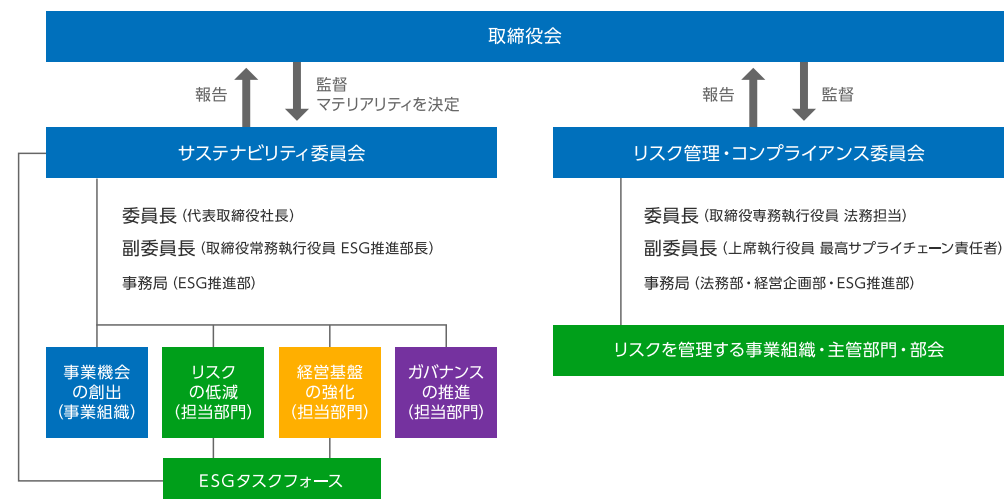 取締役会
報告
監督
マテリアリティを決定
報告
監督
サステナビリティ委員会
リスク管理・コンプライアンス委員会
委員長（代表取締役社長）
副委員長（取締役常務執行役員 ESG推進部長）
事務局（ESG推進部）
委員長（取締役専務執行役員 法務担当）
副委員長（上席執行役員 最高サプライチェーン責任者）
事務局（法務部・経営企画部・ESG推進部）
リスクを管理する事業組織・主管部門・部会
事業機会
の創出
（事業組織）
リスク
の低減
（担当部門）
経営基盤
の強化
（担当部門）
ガバナンス
の推進
（担当部門）
ESGタスクフォース